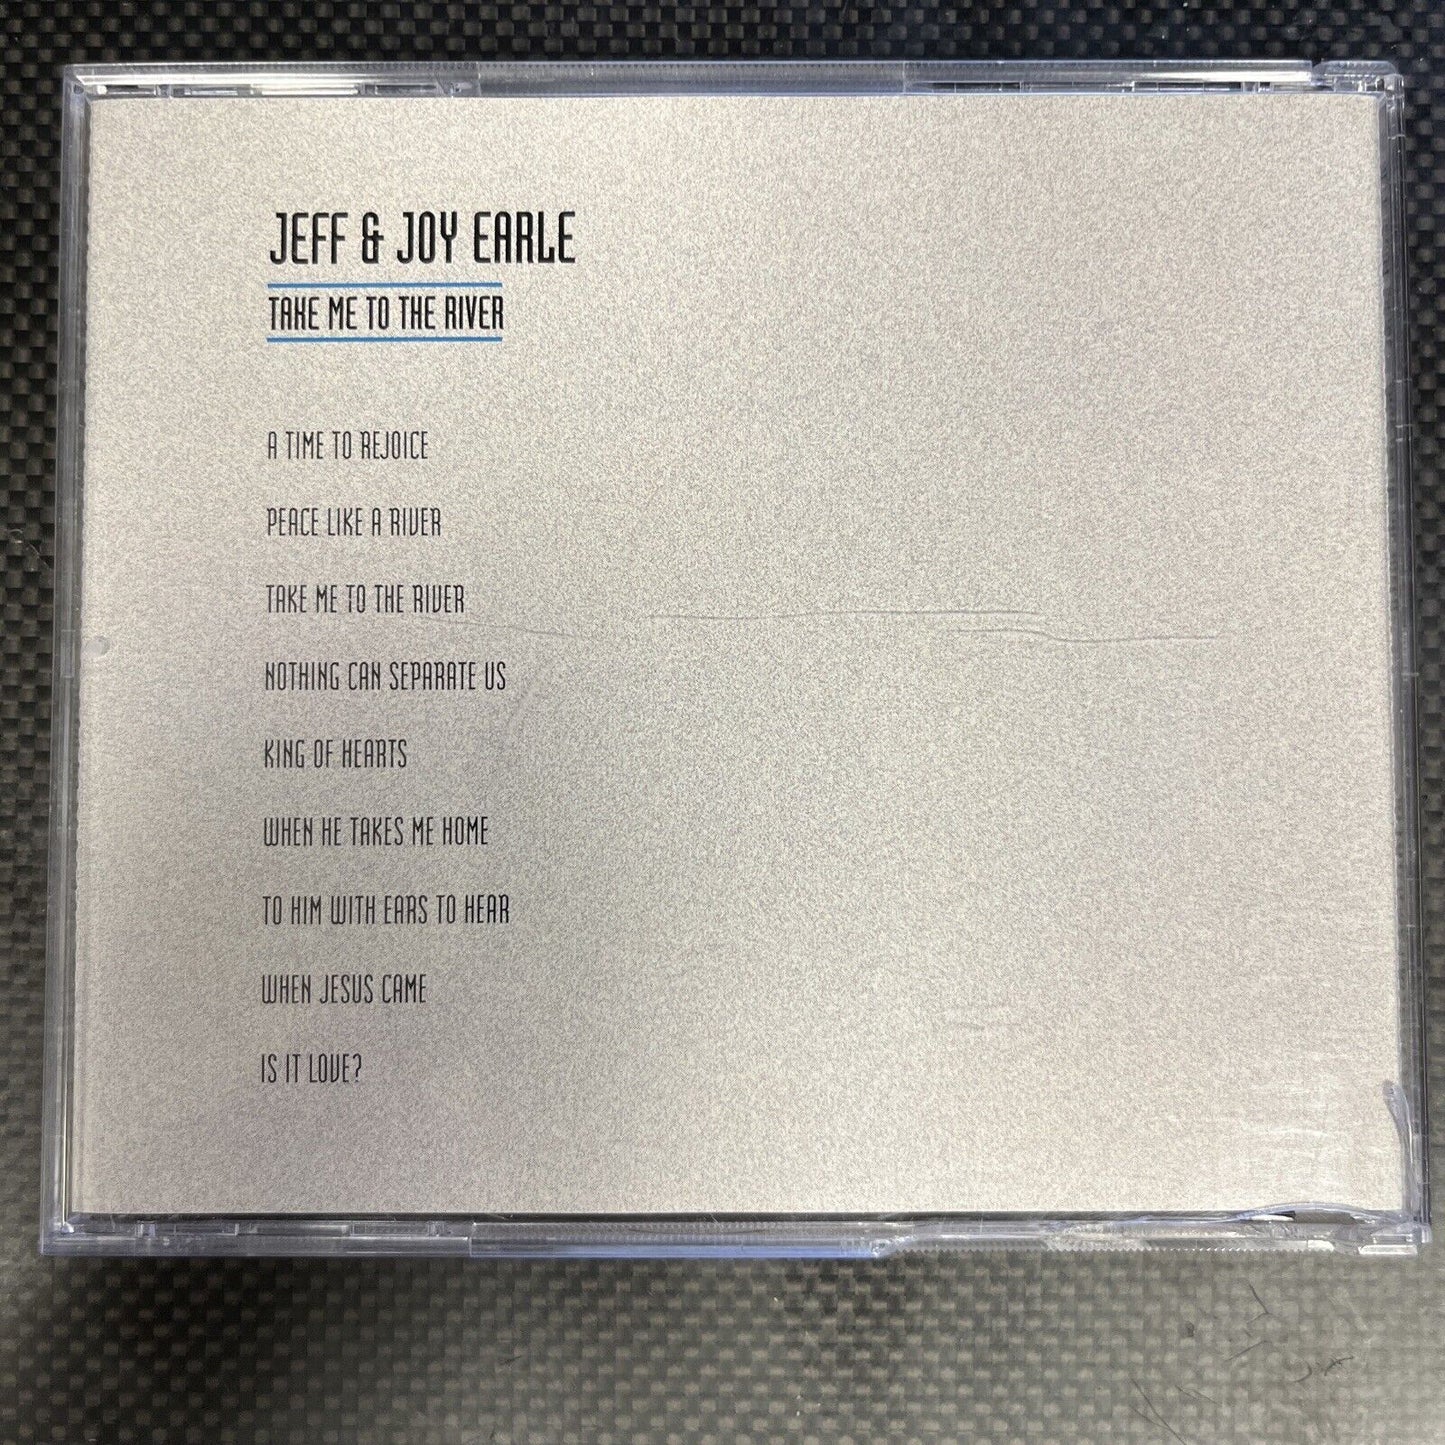 JEFF & JOY EARLE
TAKE ME TO THE RIVER
A TIME TO REJOICE
PEACE LIKE A RIVER
TAKE ME TO THE RIVER
NOTHING CAN SEPARATE US
KING OF HEARTS
WHEN HE TAKES ME HOME
TO HIM WITH EARS TO HEAR
WHEN JESUS CAME
IS IT LOVE?